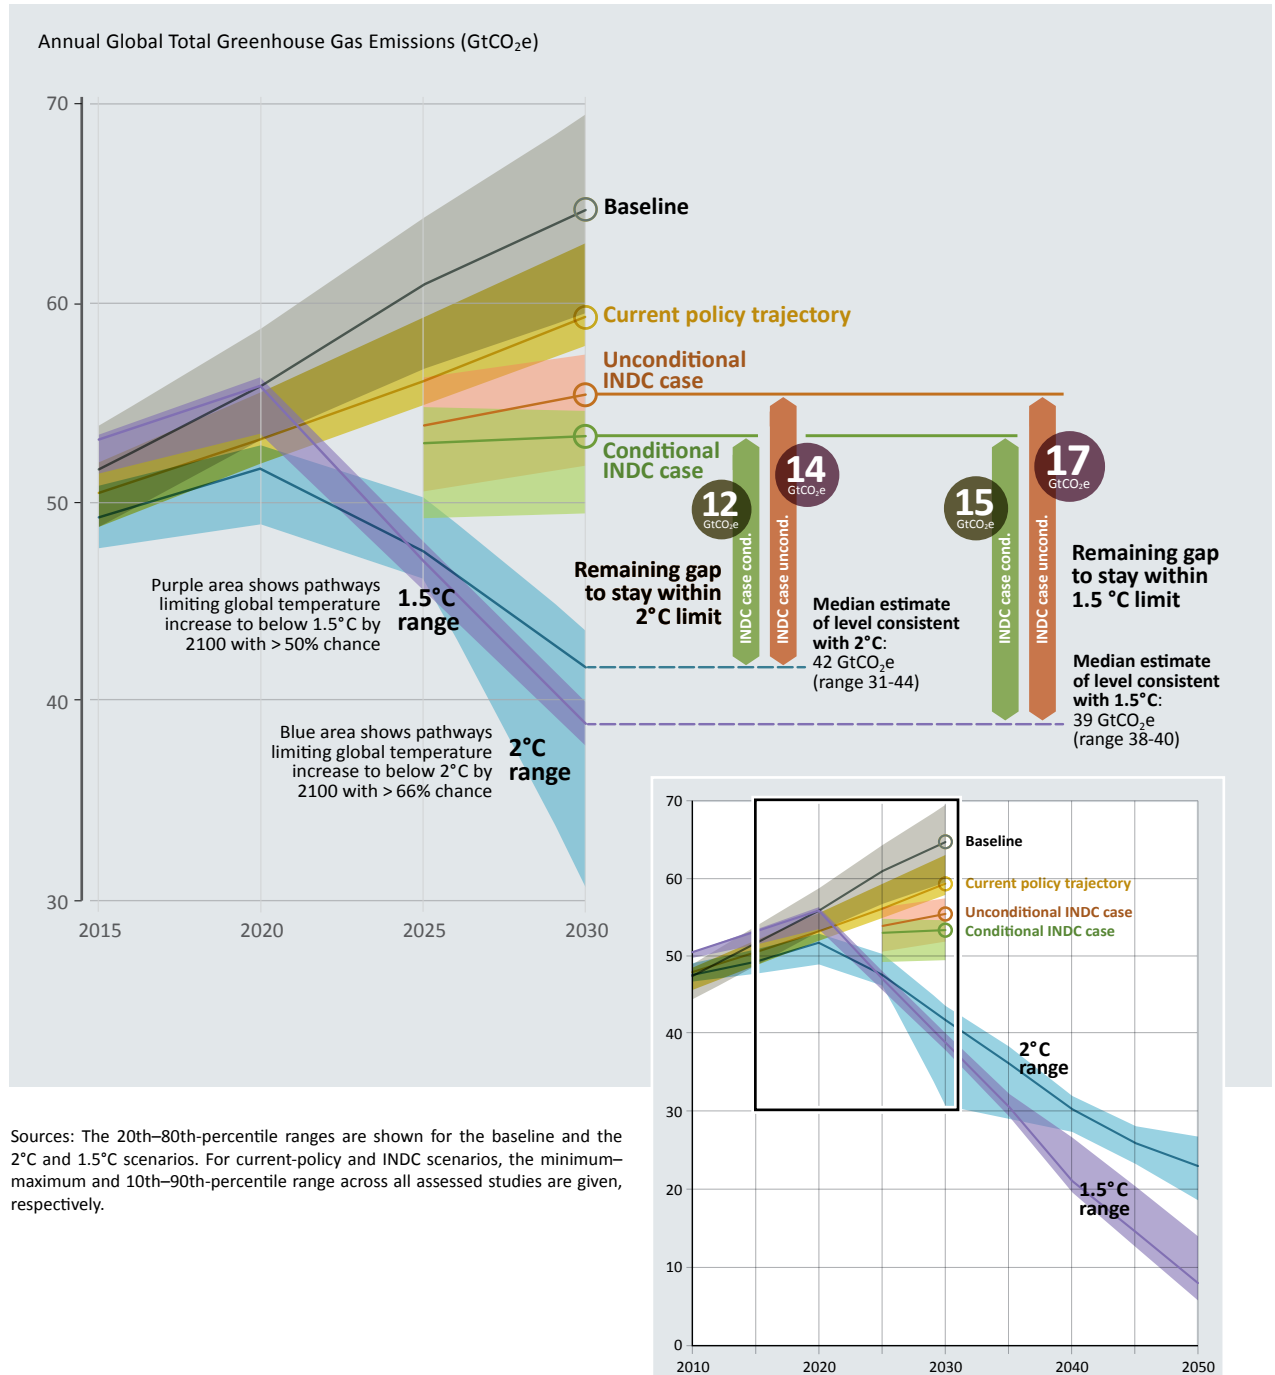 Annual Global Total Greenhouse Gas Emissions (GtCO₂e)
70
60
50
40
30
2015
2020
2025
2030
Baseline
Current policy trajectory
Unconditional
INDC case
Conditional
INDC case
12
GtCO₂e
14
GtCO₂e
15
GtCO₂e
17
GtCO₂e
INDC case cond.
INDC case uncond.
INDC case cond.
INDC case uncond.
Remaining gap
to stay within
2°C limit
Remaining gap
to stay within
1.5 °C limit
Median estimate
of level consistent
with 2°C:
42 GtCO₂e
(range 31-44)
Median estimate
of level consistent
with 1.5°C:
39 GtCO₂e
(range 38-40)
Purple area shows pathways
limiting global temperature
increase to below 1.5°C by
2100 with > 50% chance
1.5°C
range
Blue area shows pathways
limiting global temperature
increase to below 2°C by
2100 with > 66% chance
2°C
range
70
60
50
40
30
20
10
0
2010
2020
2030
2040
2050
Baseline
Current policy trajectory
Unconditional INDC case
Conditional INDC case
2°C
range
1.5°C
range
Sources: The 20th–80th-percentile ranges are shown for the baseline and the
2°C and 1.5°C scenarios. For current-policy and INDC scenarios, the minimum–
maximum and 10th–90th-percentile range across all assessed studies are given,
respectively.